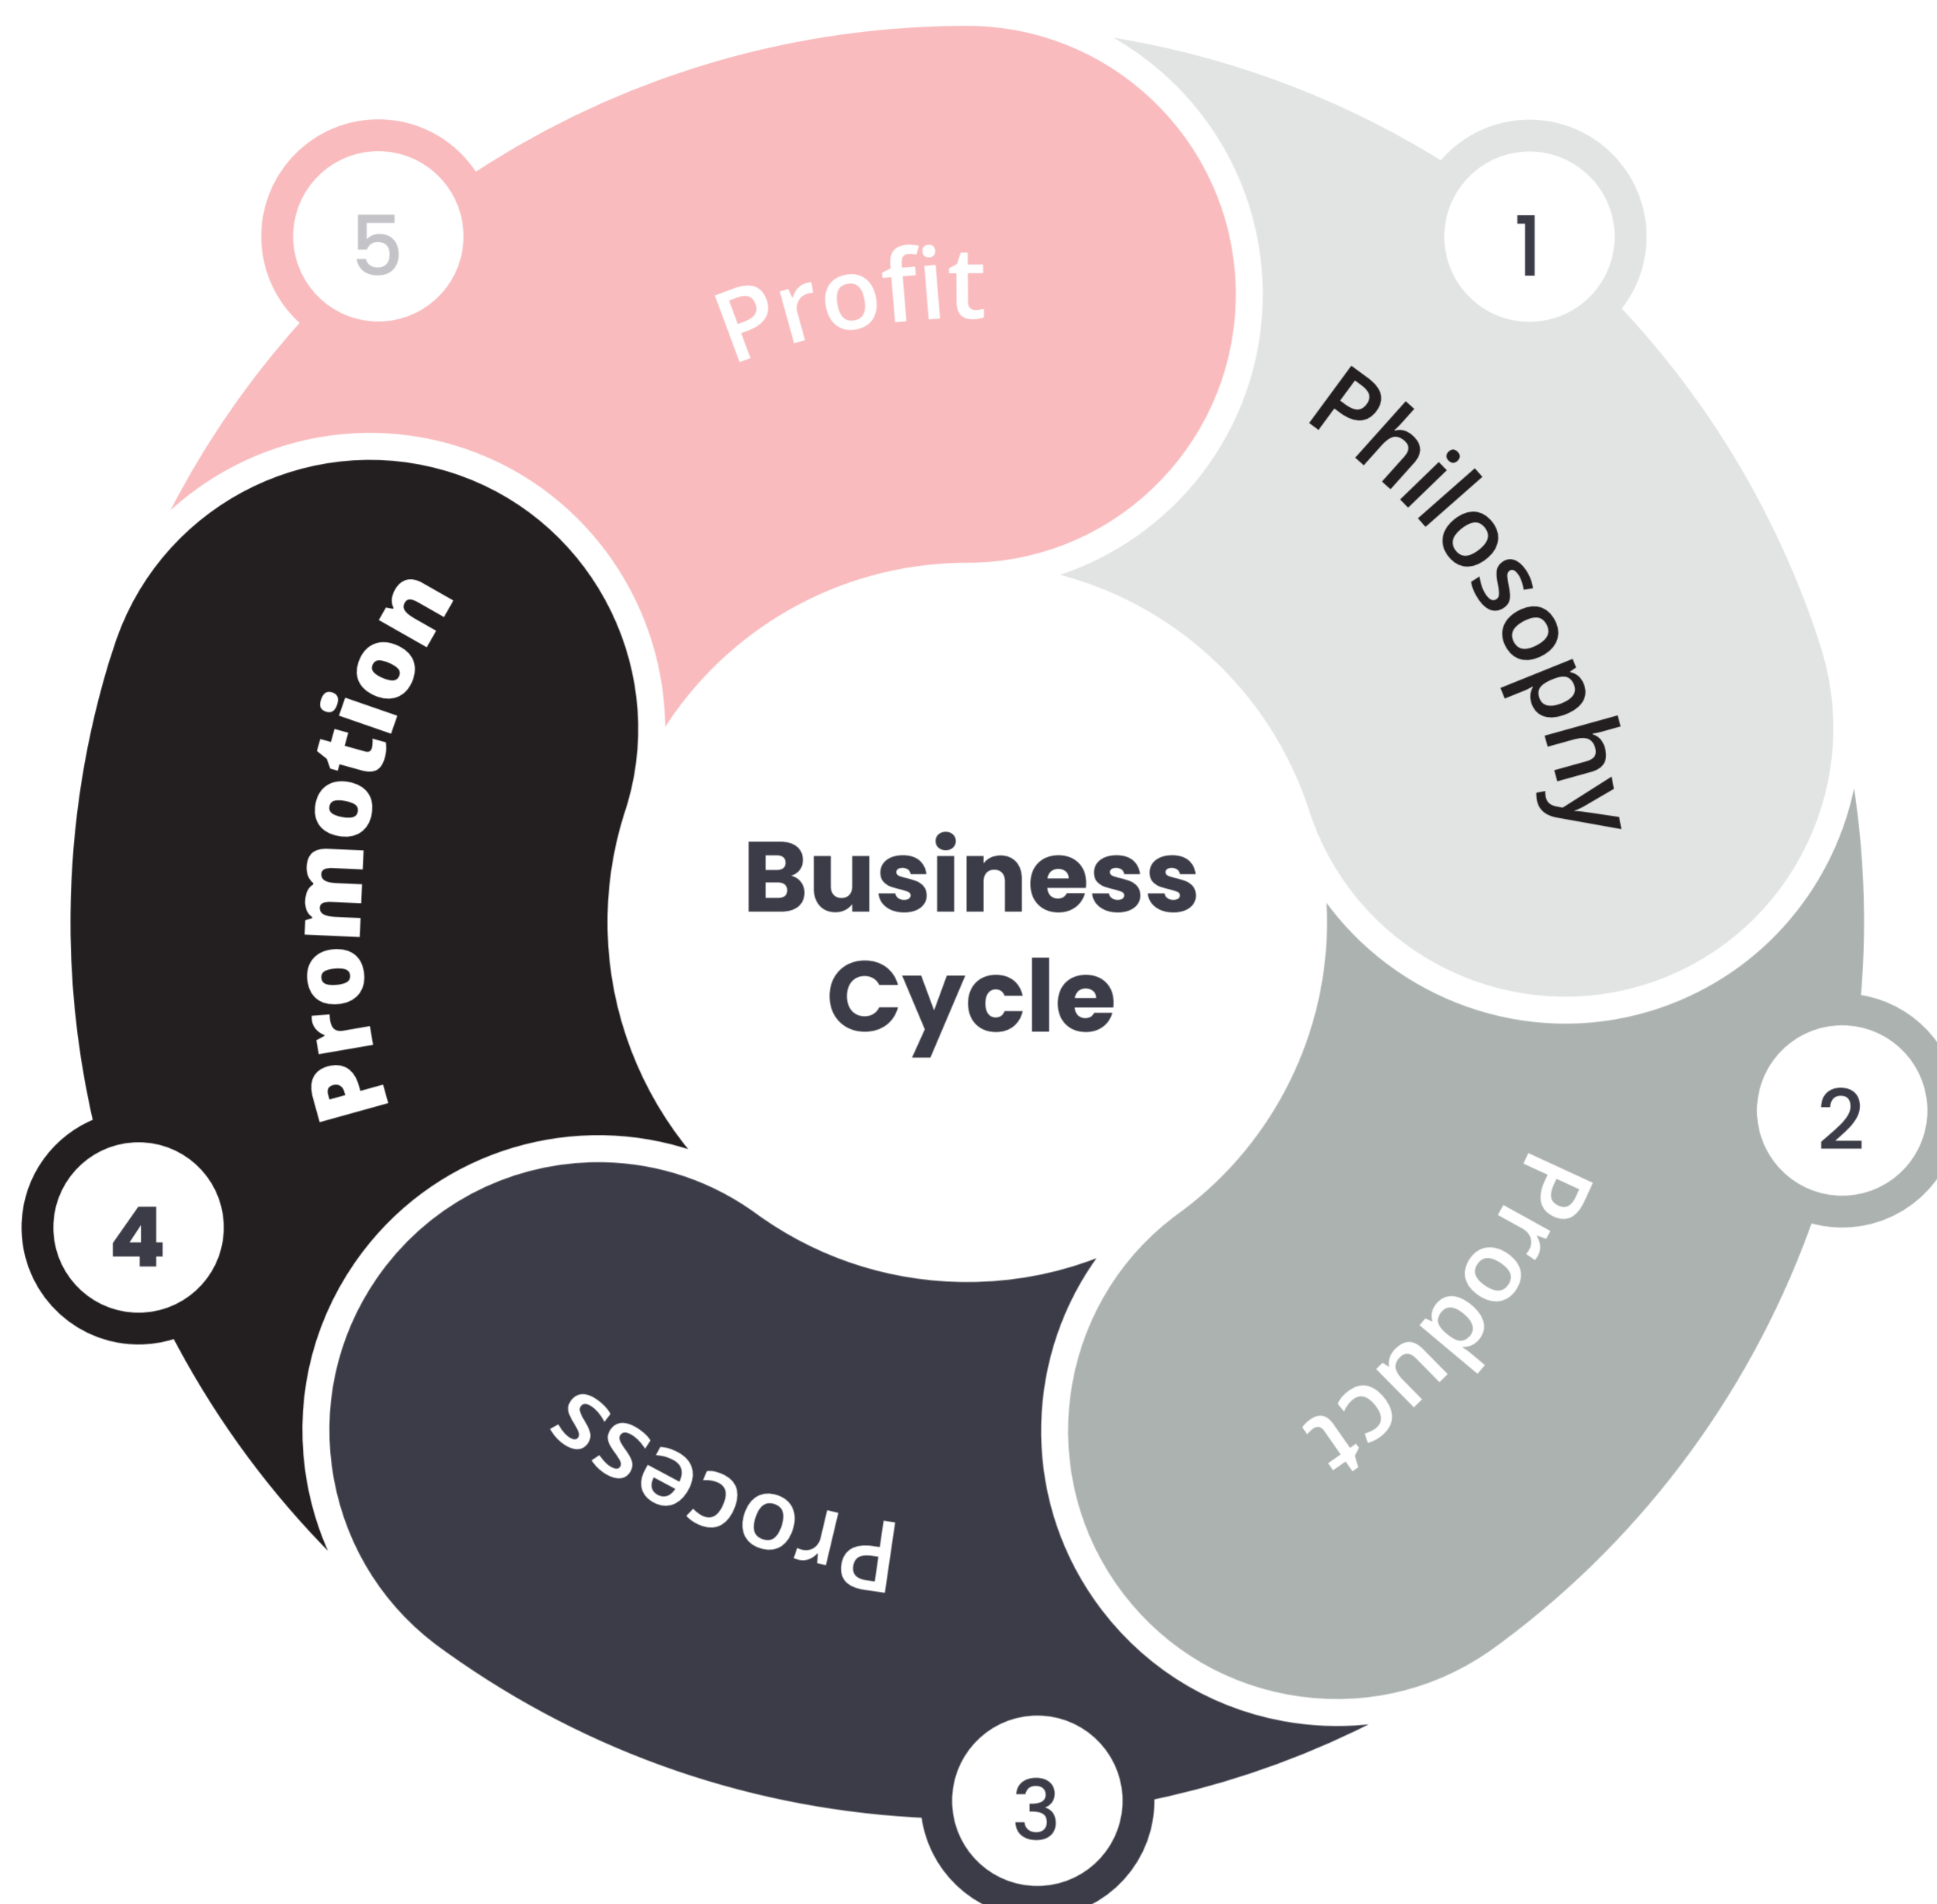 Business
Cycle
1
Philosophy
2
Product
3
Process
4
Promotion
5
Profit